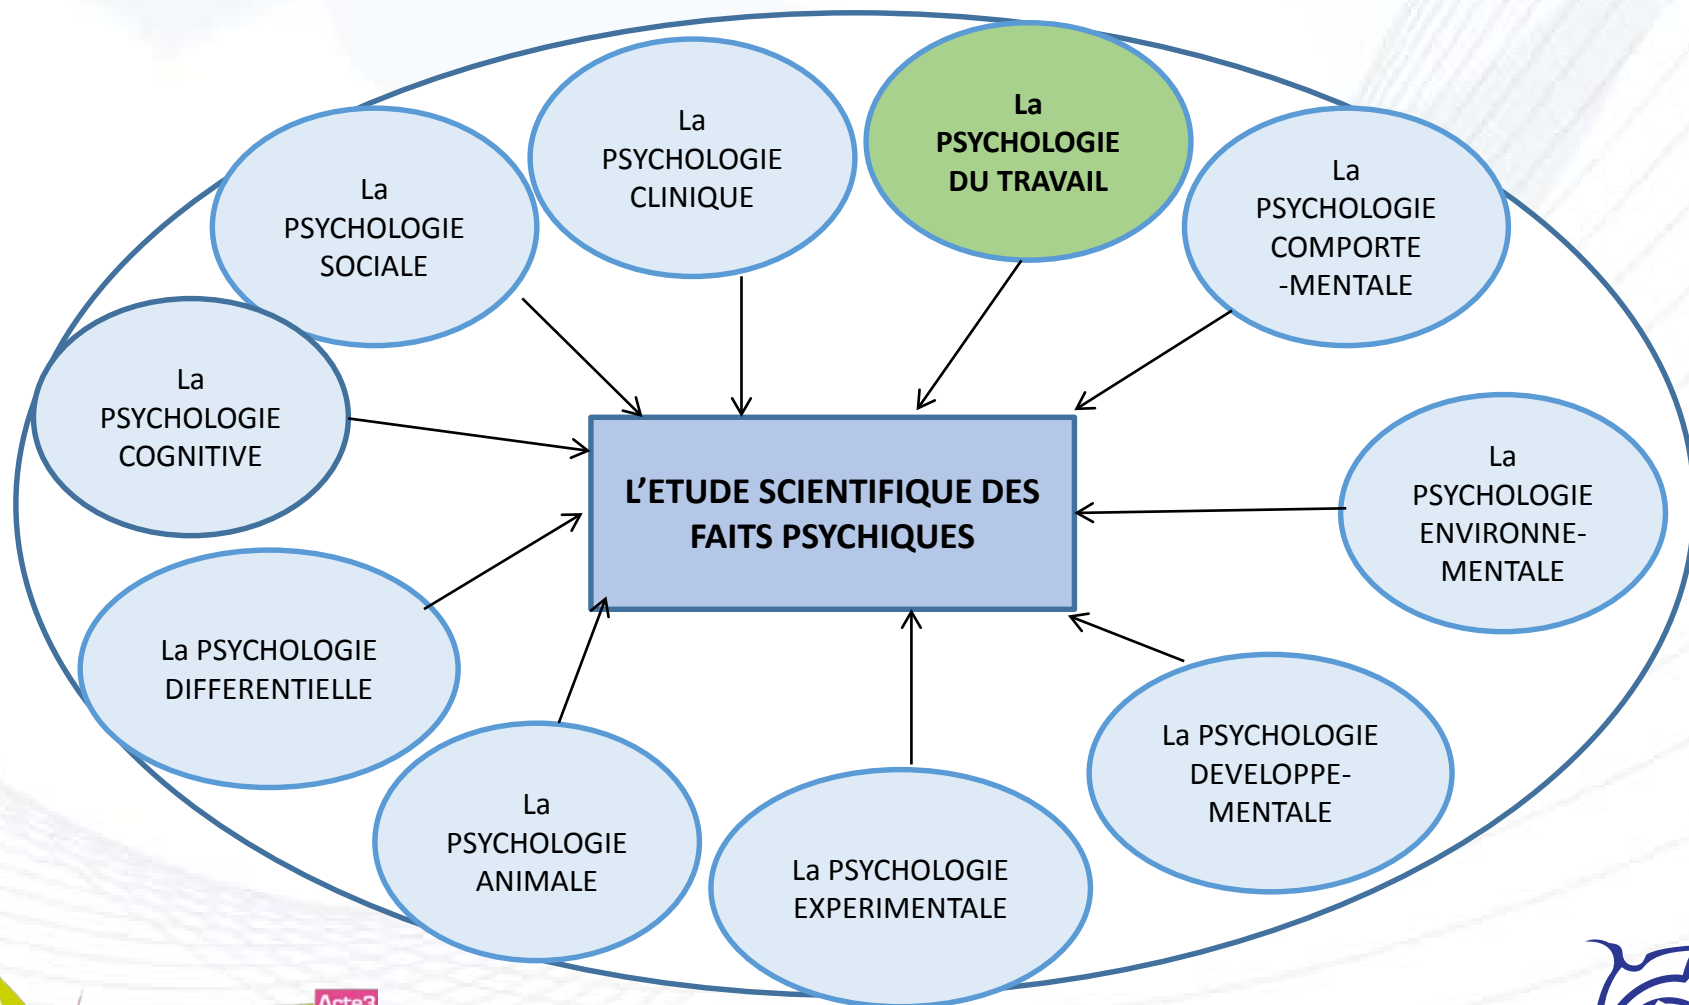 La
PSYCHOLOGIE
DU TRAVAIL
La
PSYCHOLOGIE
CLINIQUE
La
PSYCHOLOGIE
SOCIALE
La
PSYCHOLOGIE
COMPORTE
-MENTALE
La
PSYCHOLOGIE
COGNITIVE
L'ETUDE SCIENTIFIQUE DES
FAITS PSYCHIQUES
La
PSYCHOLOGIE
ENVIRONNE-
MENTALE
La PSYCHOLOGIE
DIFFERENTIELLE
La PSYCHOLOGIE
DEVELOPPE-
MENTALE
La
PSYCHOLOGIE
ANIMALE
La PSYCHOLOGIE
EXPERIMENTALE
Acte3